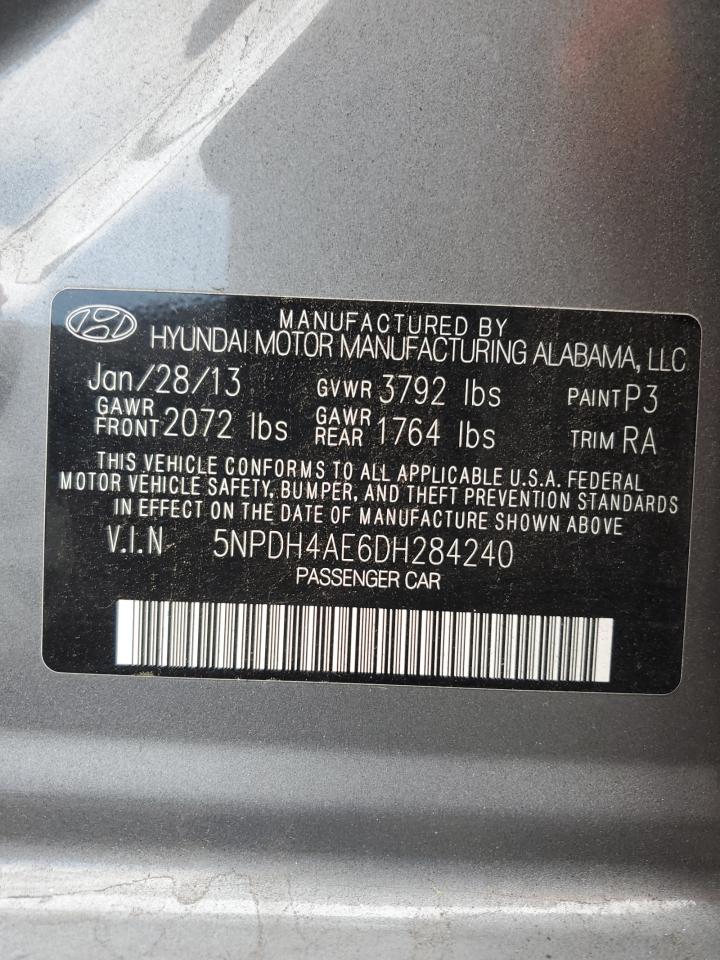 MANUFACTURED BY
HYUNDAI MOTOR MANUFACTURING ALABAMA, LLC
Jan/28/13 GVWR 3792 lbs PAINT P3
GAWR FRONT 2072 lbs GAWR REAR 1764 lbs TRIM RA
THIS VEHICLE CONFORMS TO ALL APPLICABLE U.S.A. FEDERAL
MOTOR VEHICLE SAFETY, BUMPER, AND THEFT PREVENTION STANDARDS
IN EFFECT ON THE DATE OF MANUFACTURE SHOWN ABOVE
V.I.N 5NPDH4AE6DH284240
PASSENGER CAR